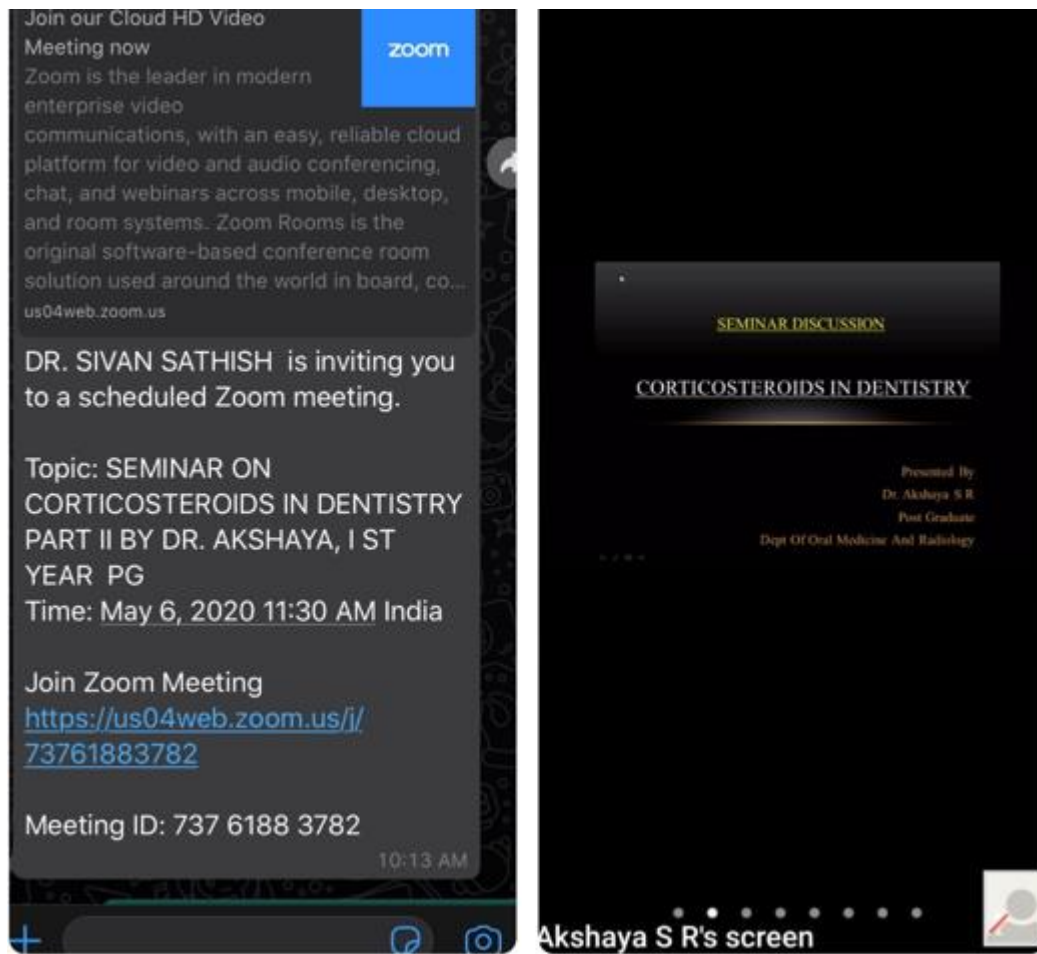 Join our Cloud HD Video
Meeting now
zoom
Zoom is the leader in modern
enterprise video
communications, with an easy, reliable cloud
platform for video and audio conferencing,
chat, and webinars across mobile, desktop,
and room systems. Zoom Rooms is the
original software-based conference room
solution used around the world in board, co...
us04web.zoom.us
DR. SIVAN SATHISH  is inviting you
to a scheduled Zoom meeting.
Topic: SEMINAR ON
CORTICOSTEROIDS IN DENTISTRY
PART II BY DR. AKSHAYA, I ST
YEAR  PG
Time: May 6, 2020 11:30 AM India
Join Zoom Meeting
https://us04web.zoom.us/j/
73761883782
Meeting ID: 737 6188 3782
10:13 AM
SEMINAR DISCUSSION
CORTICOSTEROIDS IN DENTISTRY
Presented By
Dr. Akshaya S R
Post Graduate
Dept Of Oral Medicine And Radiology
Akshaya S R's screen